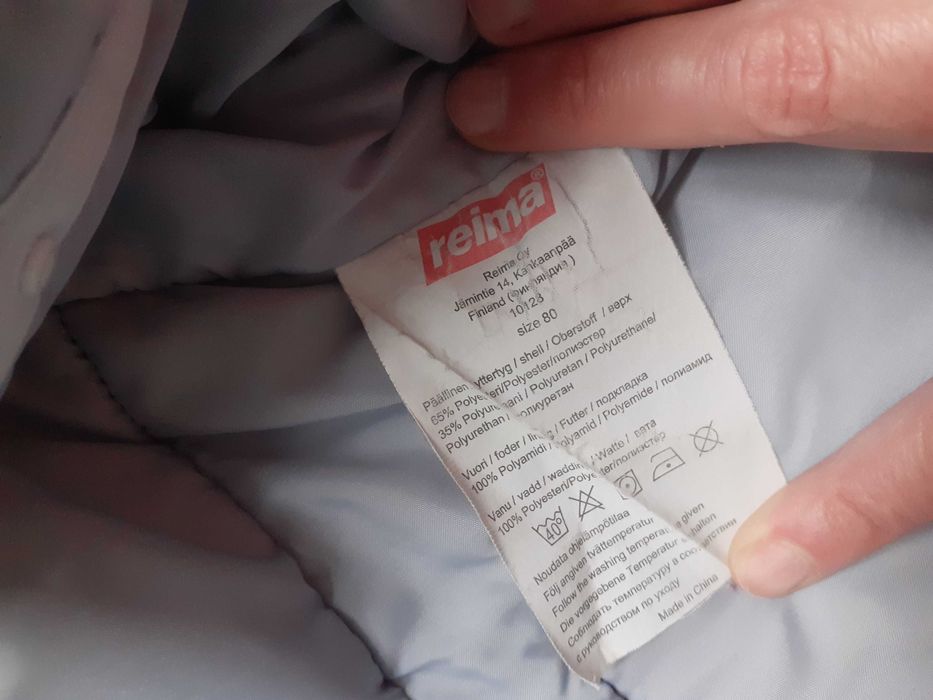 reima®
Reima Oy
Jämintie 14, Kankaanpää
Finland (Финляндия)
10123
size 80
Päällinen / yttertyg / shell / Oberstoff / верх
65% Polyesteri/Polyester/полиэстер
35% Polyuretaani / Polyuretan / Polyurethane/
Polyurethan / полиуретан
Vuori / foder / lining / Futter / подкладка
100% Polyamidi / Polyamid / Polyamide / полиамид
Vanu / vadd / wadding / Watte / вата
100% Polyesteri/Polyester/полиэстер
40°
Noudata ohjelämpötilaa
Följ angiven tvättemperatur
Follow the washing temperature given
Die vorgegebene Temperatur einhalten
Соблюдать температуру в соответствии
с руководством по уходу
Made in China